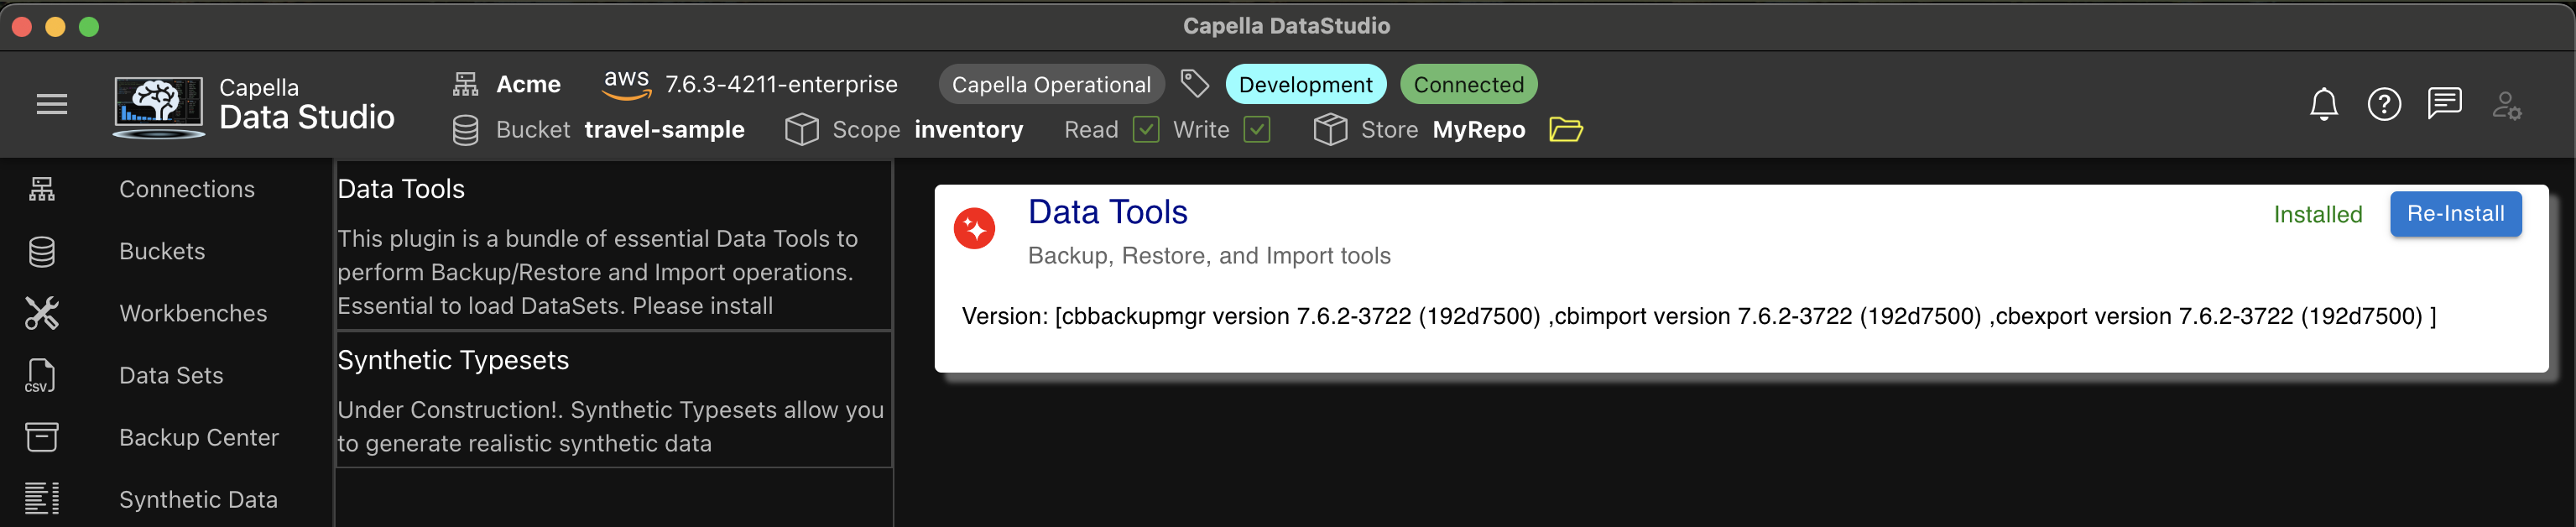 Capella DataStudio
Capella
Data Studio
Acme aws 7.6.3-4211-enterprise Capella Operational Development Connected
Bucket travel-sample Scope inventory Read Write Store MyRepo
Connections
Buckets
Workbenches
CSV Data Sets
Backup Center
Synthetic Data
Data Tools
This plugin is a bundle of essential Data Tools to
perform Backup/Restore and Import operations.
Essential to load DataSets. Please install
Synthetic Typesets
Under Construction!. Synthetic Typesets allow you
to generate realistic synthetic data
Data Tools
Installed Re-Install
Backup, Restore, and Import tools
Version: [cbbackupmgr version 7.6.2-3722 (192d7500) ,cbimport version 7.6.2-3722 (192d7500) ,cbexport version 7.6.2-3722 (192d7500) ]